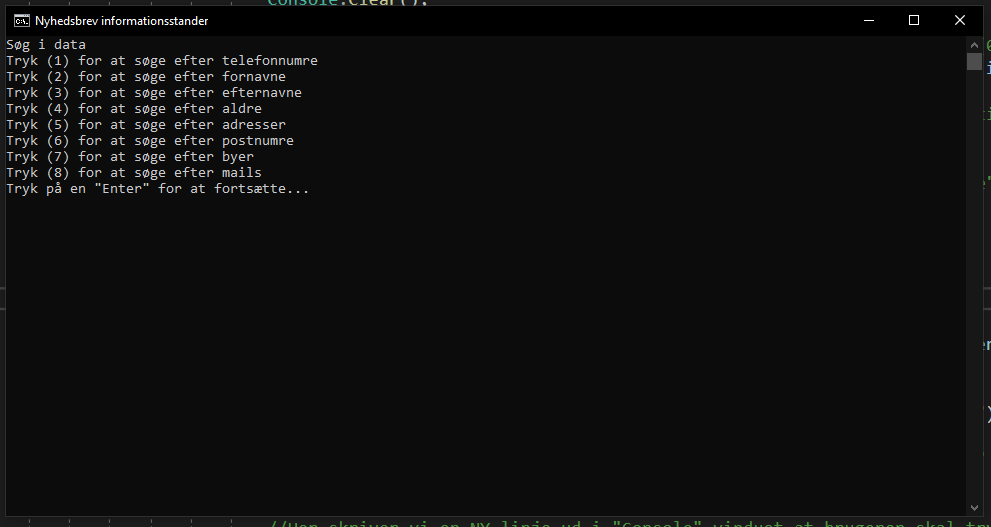 Console.Clear();
Nyhedsbrev informationsstander
Søg i data
Tryk (1) for at søge efter telefonnumre
Tryk (2) for at søge efter fornavne
Tryk (3) for at søge efter efternavne
Tryk (4) for at søge efter aldre
Tryk (5) for at søge efter adresser
Tryk (6) for at søge efter postnumre
Tryk (7) for at søge efter byer
Tryk (8) for at søge efter mails
Tryk på en "Enter" for at fortsætte...
//Her skriver vi en NY linje ud i "Console" vinduet at brugeren skal